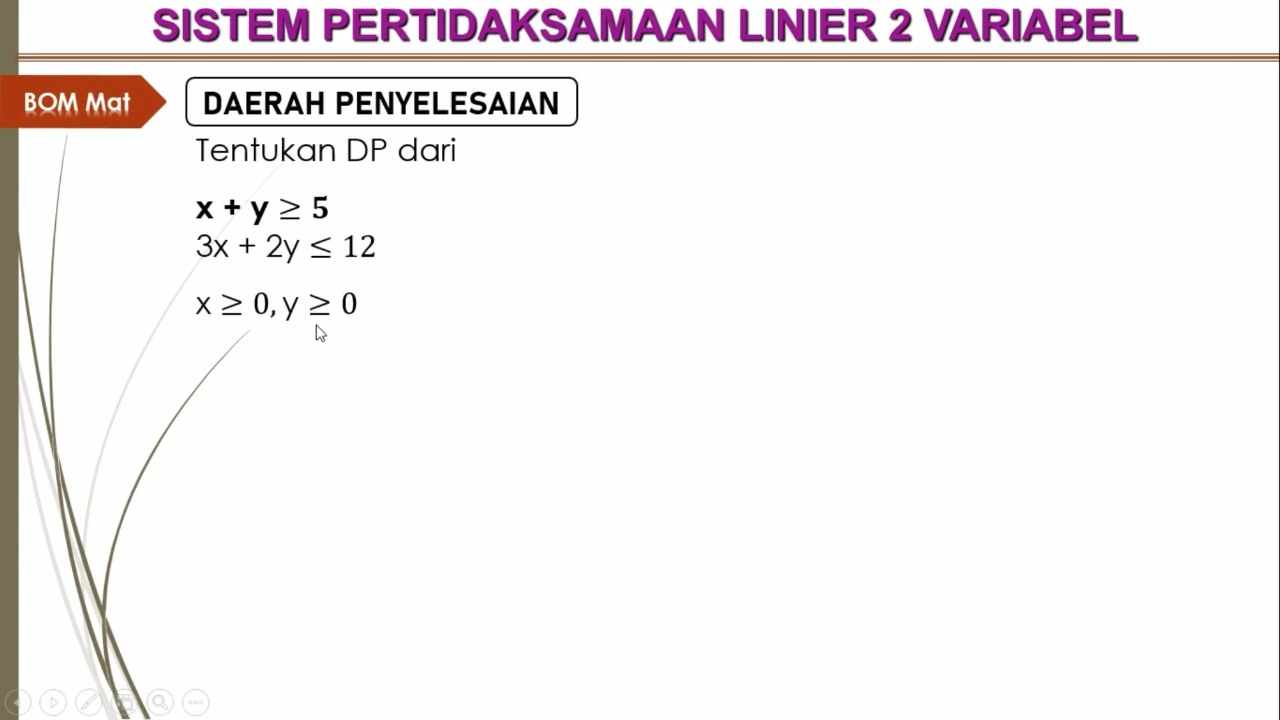 SISTEM PERTIDAKSAMAAN LINIER 2 VARIABEL
BOM Mat
DAERAH PENYELESAIAN
Tentukan DP dari
x + y ≥ 5
3x + 2y ≤ 12
x ≥ 0, y ≥ 0